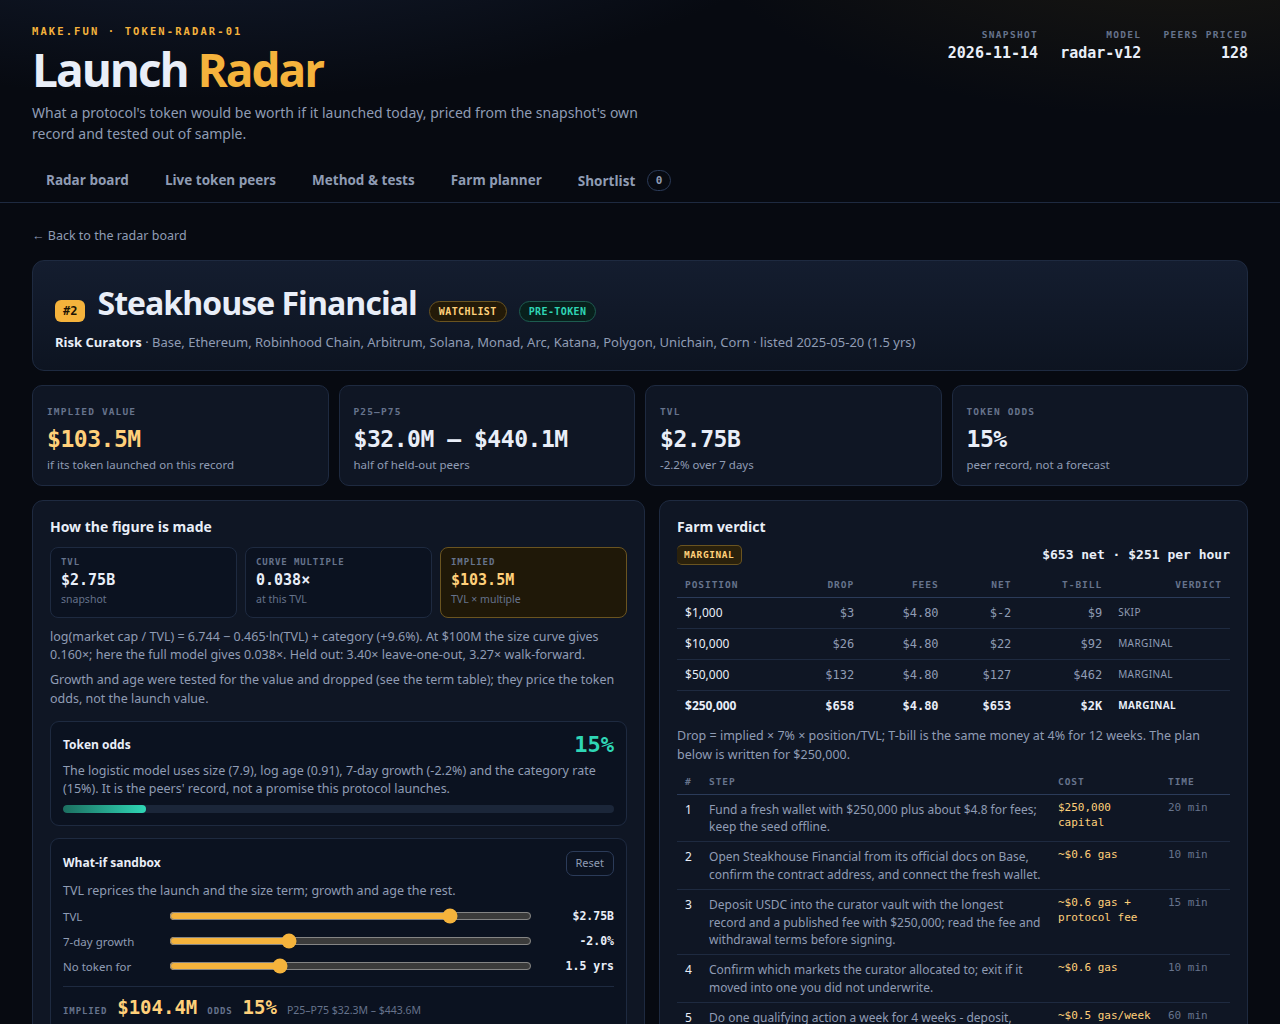 MAKE.FUN · TOKEN-RADAR-01
Launch Radar
What a protocol's token would be worth if it launched today, priced from the snapshot's own
record and tested out of sample.
SNAPSHOT
2026-11-14
MODEL
radar-v12
PEERS PRICED
128
Radar board
Live token peers
Method & tests
Farm planner
Shortlist 0
← Back to the radar board
#2 Steakhouse Financial WATCHLIST PRE-TOKEN
Risk Curators · Base, Ethereum, Robinhood Chain, Arbitrum, Solana, Monad, Arc, Katana, Polygon, Unichain, Corn · listed 2025-05-20 (1.5 yrs)
IMPLIED VALUE
$103.5M
if its token launched on this record
P25–P75
$32.0M – $440.1M
half of held-out peers
TVL
$2.75B
-2.2% over 7 days
TOKEN ODDS
15%
peer record, not a forecast
How the figure is made
TVL
$2.75B
snapshot
CURVE MULTIPLE
0.038×
at this TVL
IMPLIED
$103.5M
TVL × multiple
log(market cap / TVL) = 6.744 − 0.465·ln(TVL) + category (+9.6%). At $100M the size curve gives
0.160×; here the full model gives 0.038×. Held out: 3.40× leave-one-out, 3.27× walk-forward.
Growth and age were tested for the value and dropped (see the term table); they price the token
odds, not the launch value.
Token odds 15%
The logistic model uses size (7.9), log age (0.91), 7-day growth (-2.2%) and the category rate
(15%). It is the peers' record, not a promise this protocol launches.
What-if sandbox Reset
TVL reprices the launch and the size term; growth and age the rest.
TVL $2.75B
7-day growth -2.0%
No token for 1.5 yrs
IMPLIED $104.4M ODDS 15% P25–P75 $32.3M – $443.6M
Farm verdict
MARGINAL $653 net · $251 per hour
POSITION DROP FEES NET T-BILL VERDICT
$1,000 $3 $4.80 $-2 $9 SKIP
$10,000 $26 $4.80 $22 $92 MARGINAL
$50,000 $132 $4.80 $127 $462 MARGINAL
$250,000 $658 $4.80 $653 $2K MARGINAL
Drop = implied × 7% × position/TVL; T-bill is the same money at 4% for 12 weeks. The plan
below is written for $250,000.
# STEP COST TIME
1 Fund a fresh wallet with $250,000 plus about $4.8 for fees; $250,000 20 min
keep the seed offline. capital
2 Open Steakhouse Financial from its official docs on Base, ~$0.6 gas 10 min
confirm the contract address, and connect the fresh wallet.
3 Deposit USDC into the curator vault with the longest ~$0.6 gas + 15 min
record and a published fee with $250,000; read the fee and protocol fee
withdrawal terms before signing.
4 Confirm which markets the curator allocated to; exit if it ~$0.6 gas 10 min
moved into one you did not underwrite.
5 Do one qualifying action a week for 4 weeks - deposit, ~$0.5 gas/week 60 min